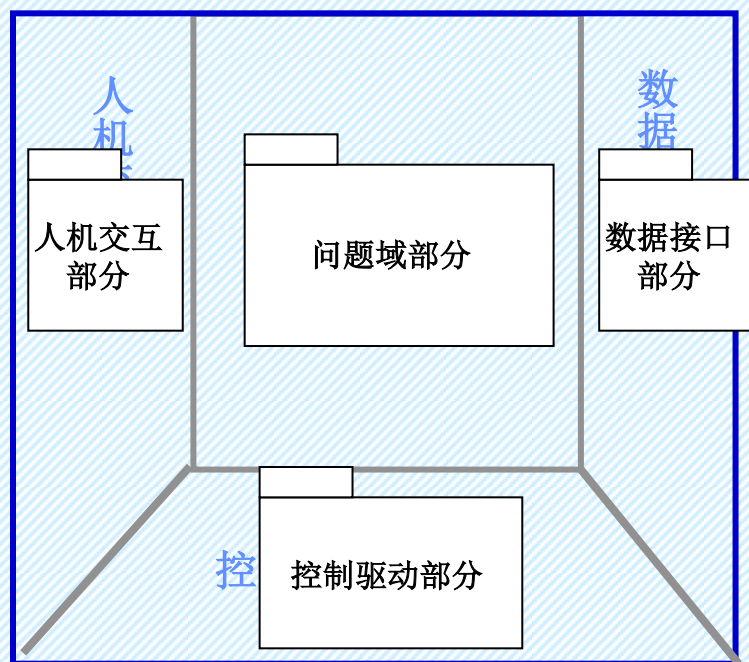 人机
数据
人机交互
部分
问题域部分
数据接口
部分
控
控制驱动部分